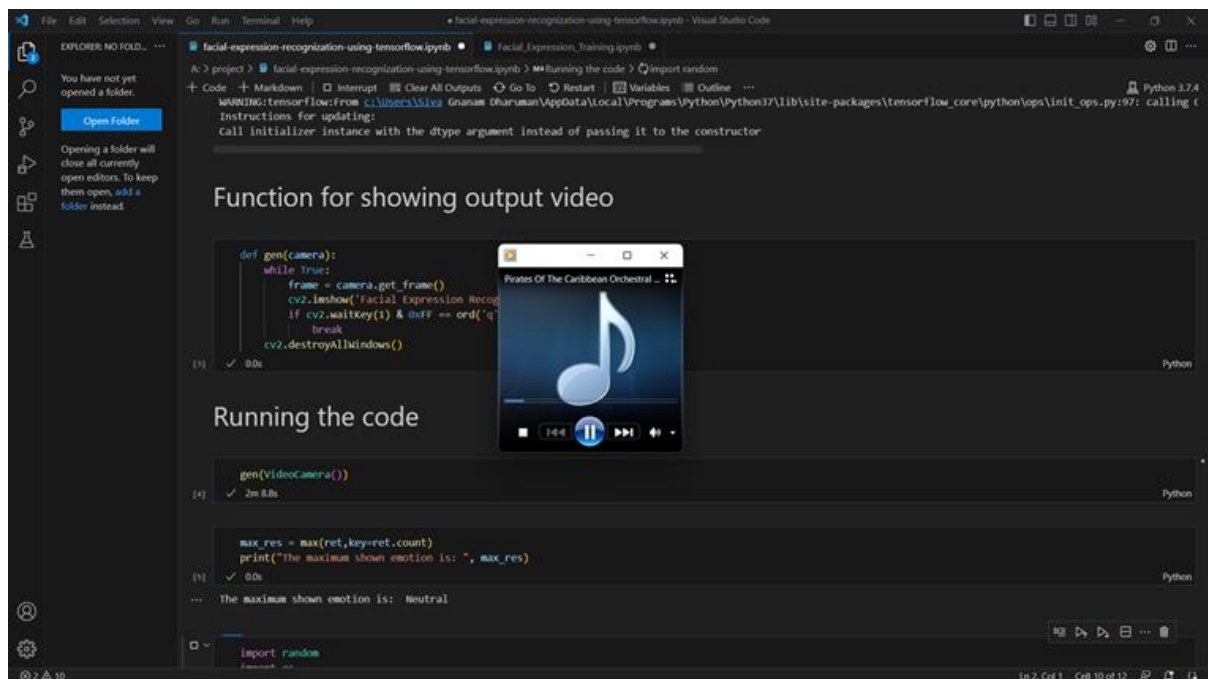 File Edit Selection View Go Run Terminal Help
● facial-expression-recognization-using-tensorflow.ipynb - Visual Studio Code
EXPLORER: NO FOLD... ···
You have not yet
opened a folder.
Open Folder
Opening a folder will
close all currently
open editors. To keep
them open, add a
folder instead.
facial-expression-recognization-using-tensorflow.ipynb ●
Facial_Expression_Training.ipynb ●
A: > project > facial-expression-recognization-using-tensorflow.ipynb > M↓Running the code > import random
+ Code + Markdown | Interrupt Clear All Outputs Go To Restart | Variables Outline ···
Python 3.7.4
WARNING:tensorflow:From c:\Users\Siva Gnanam Dharuman\AppData\Local\Programs\Python\Python37\lib\site-packages\tensorflow_core\python\ops\init_ops.py:97: calling
Instructions for updating:
Call initializer instance with the dtype argument instead of passing it to the constructor
Function for showing output video
def gen(camera):
while True:
frame = camera.get_frame()
cv2.imshow('Facial Expression Recog
if cv2.waitKey(1) & 0xFF == ord('q'
break
cv2.destroyAllWindows()
[3] ✓ 0.0s
Python
Pirates Of The Caribbean Orchestral ...
Running the code
gen(VideoCamera())
[4] ✓ 2m 8.8s
Python
max_res = max(ret,key=ret.count)
print("The maximum shown emotion is: ", max_res)
[5] ✓ 0.0s
Python
··· The maximum shown emotion is: Neutral
import random
2 10
Ln 2, Col 1 Cell 10 of 12